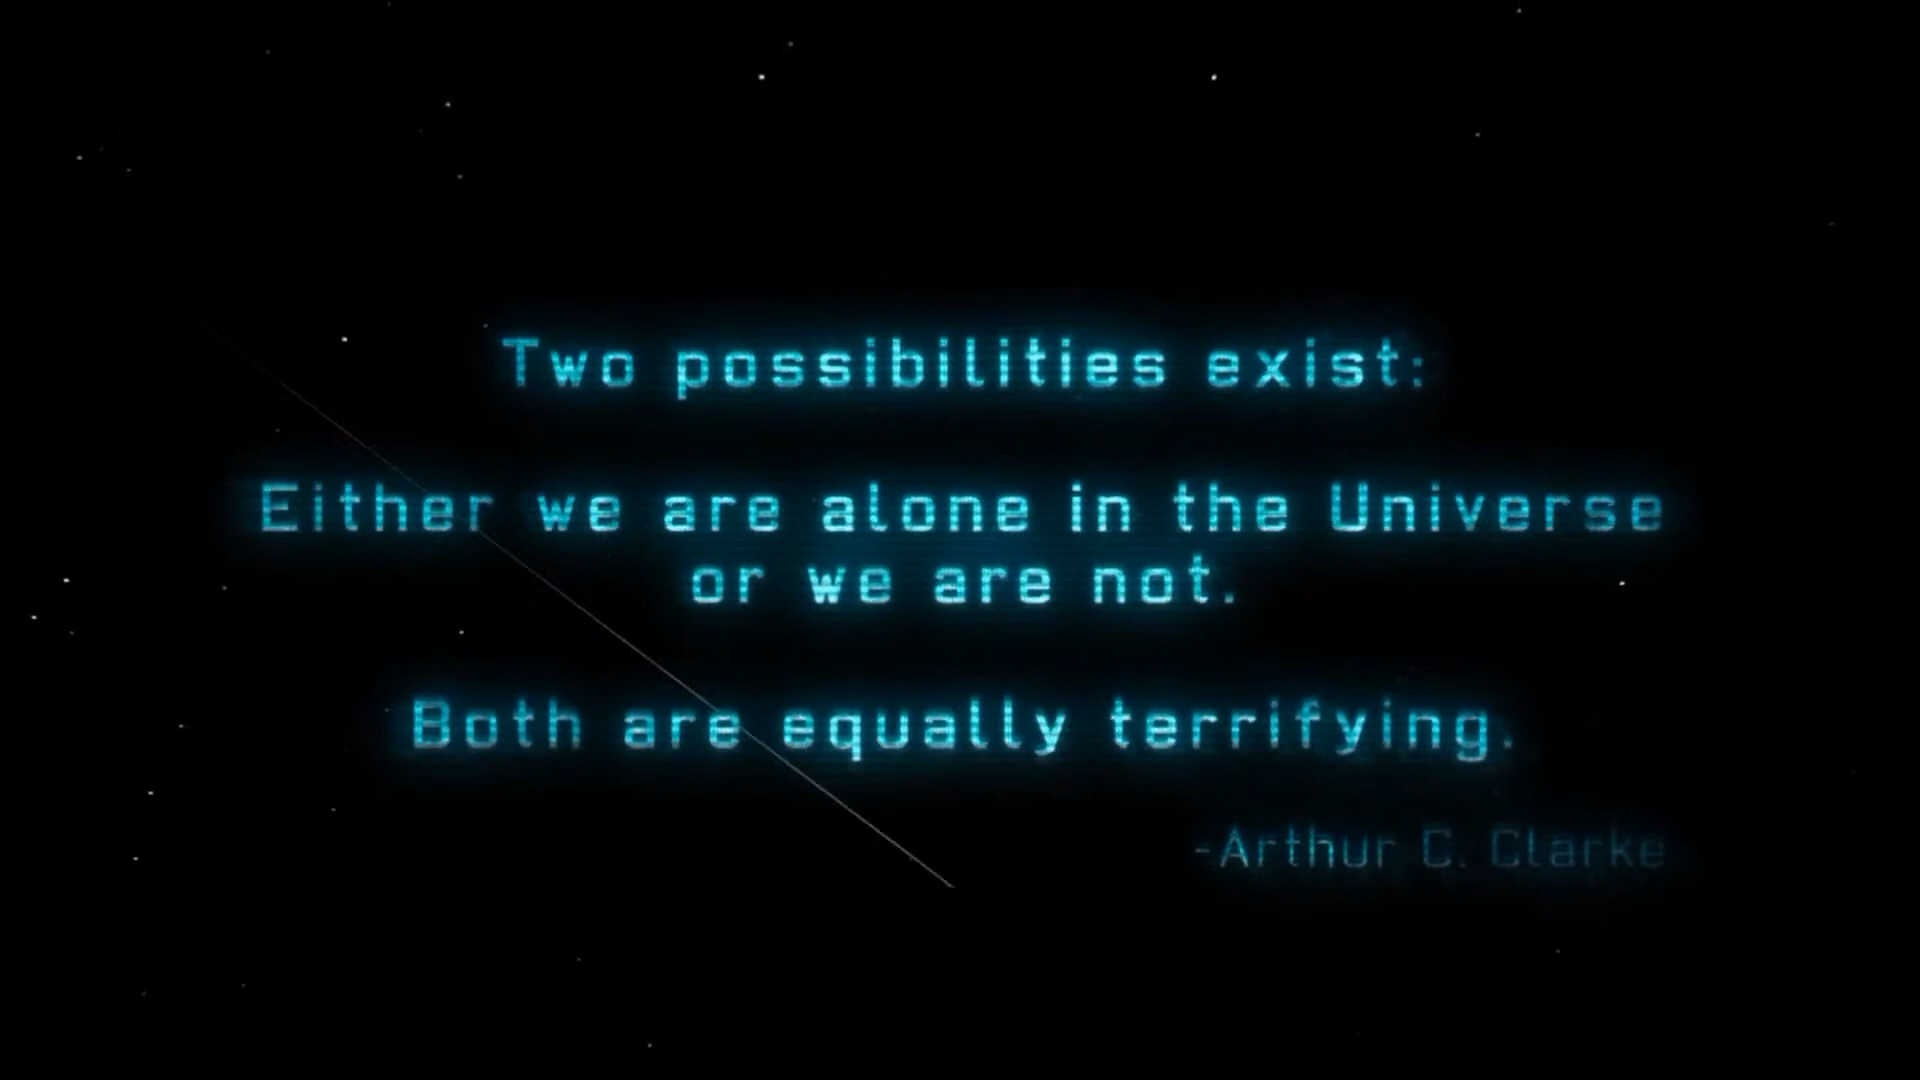 Two possibilities exist:
Either we are alone in the Universe
or we are not.
Both are equally terrifying.
-Arthur C. Clarke